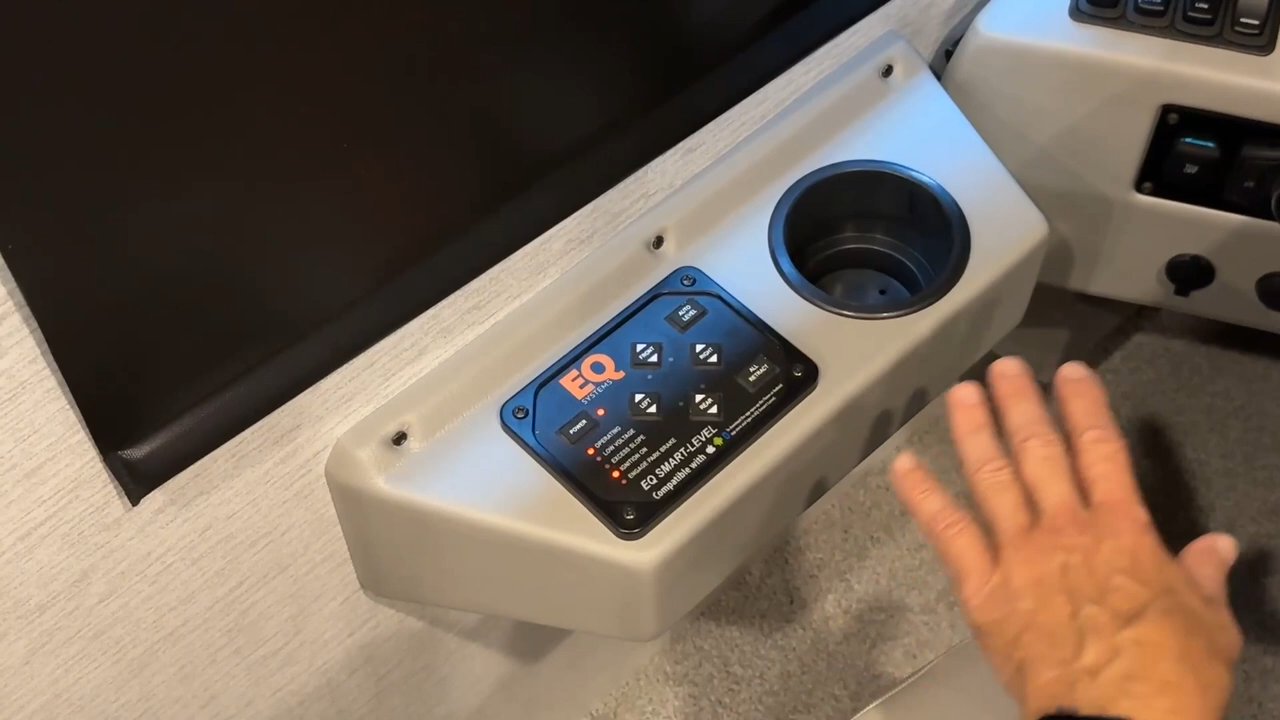 AUTO
LEVEL
FRONT
RIGHT
EQ
SYSTEMS
LEFT
REAR
ALL
RETRACT
POWER
OPERATING
LOW VOLTAGE
EXCESS SLOPE
IGNITION ON
ENGAGE PARK BRAKE
EQ SMART-LEVEL
Compatible with